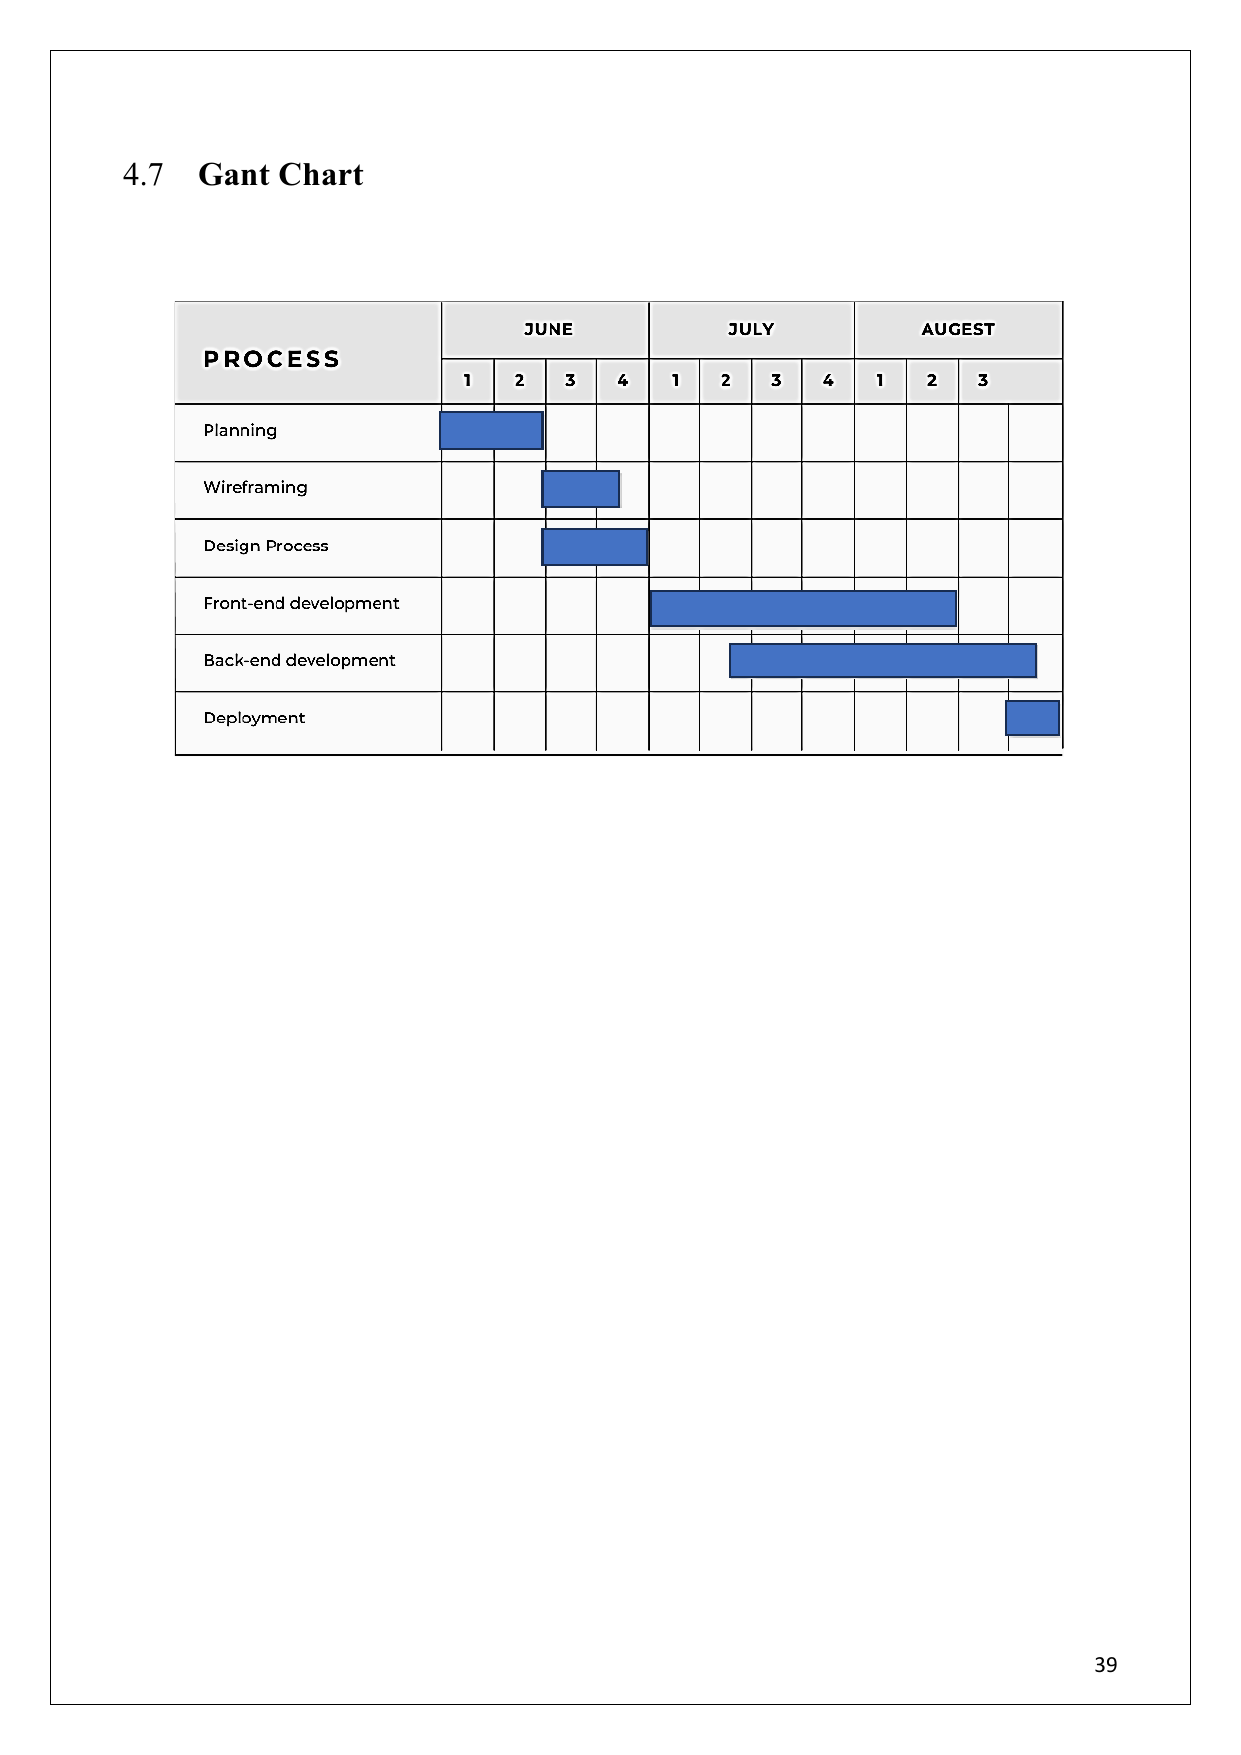 4.7 Gant Chart
PROCESS
JUNE JULY AUGEST
1 2 3 4 1 2 3 4 1 2 3
Planning
Wireframing
Design Process
Front-end development
Back-end development
Deployment
39